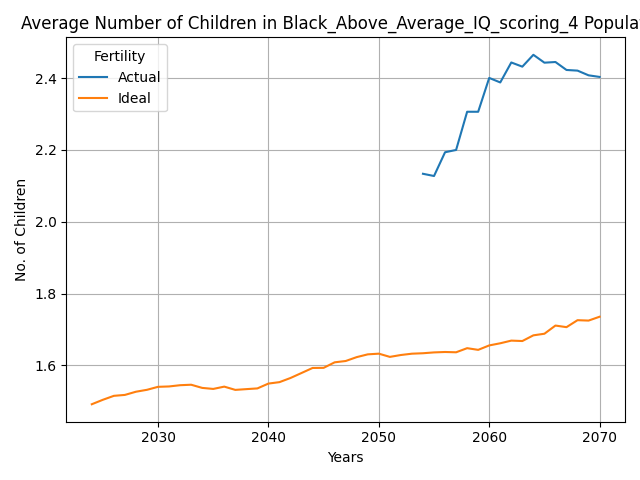 Average Number of Children in Black_Above_Average_IQ_scoring_4 Popula
Fertility
Actual
Ideal
2.4
2.2
2.0
1.8
1.6
No. of Children
2030 2040 2050 2060 2070
Years